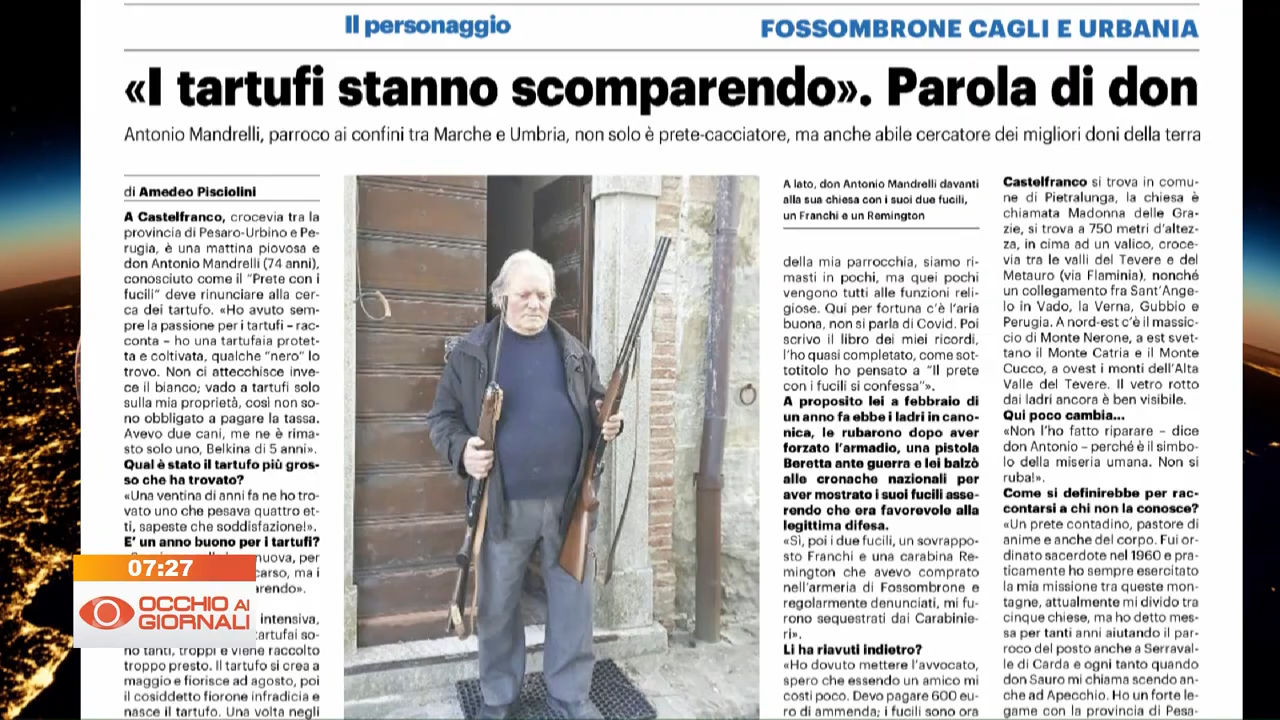 Il personaggio
FOSSOMBRONE CAGLI E URBANIA
«I tartufi stanno scomparendo». Parola di don
Antonio Mandrelli, parroco ai confini tra Marche e Umbria, non solo è prete-cacciatore, ma anche abile cercatore dei migliori doni della terra
di Amedeo Pisciolini
A Castelfranco, crocevia tra la
provincia di Pesaro-Urbino e Pe-
rugia, è una mattina piovosa e
don Antonio Mandrelli (74 anni),
conosciuto come il "Prete con i
fucili" deve rinunciare alla cer-
ca dei tartufo. «Ho avuto sem-
pre la passione per i tartufi – rac-
conta – ho una tartufaia protet-
ta e coltivata, qualche "nero" lo
trovo. Non ci attecchisce inve-
ce il bianco; vado a tartufi solo
sulla mia proprietà, così non so-
no obbligato a pagare la tassa.
Avevo due cani, me ne è rima-
sto solo uno, Belkina di 5 anni».
Qual è stato il tartufo più gros-
so che ha trovato?
«Una ventina di anni fa ne ho tro-
vato uno che pesava quattro et-
ti, sapeste che soddisfazione!».
E' un anno buono per i tartufi?
nuova, per
carso, ma i
arendo».
intensiva,
tartufai so-
no tanti, troppi e viene raccolto
troppo presto. Il tartufo si crea a
maggio e fiorisce ad agosto, poi
il cosiddetto fiorone infradicia e
nasce il tartufo. Una volta negli
07:27
OCCHIO AI
GIORNALI
A lato, don Antonio Mandrelli davanti
alla sua chiesa con i suoi due fucili,
un Franchi e un Remington
della mia parrocchia, siamo ri-
masti in pochi, ma quei pochi
vengono tutti alle funzioni reli-
giose. Qui per fortuna c'è l'aria
buona, non si parla di Covid. Poi
scrivo il libro dei miei ricordi,
l'ho quasi completato, come sot-
totitolo ho pensato a "Il prete
con i fucili si confessa"».
A proposito lei a febbraio di
un anno fa ebbe i ladri in cano-
nica, le rubarono dopo aver
forzato l'armadio, una pistola
Beretta ante guerra e lei balzò
alle cronache nazionali per
aver mostrato i suoi fucili asse-
rendo che era favorevole alla
legittima difesa.
«Sì, poi i due fucili, un sovrappo-
sto Franchi e una carabina Re-
mington che avevo comprato
nell'armeria di Fossombrone e
regolarmente denunciati, mi fu-
rono sequestrati dai Carabinie-
ri».
Li ha riavuti indietro?
«Ho dovuto mettere l'avvocato,
spero che essendo un amico mi
costi poco. Devo pagare 600 eu-
ro di ammenda; i fucili sono ora
Castelfranco si trova in comu-
ne di Pietralunga, la chiesa è
chiamata Madonna delle Gra-
zie, si trova a 750 metri d'altez-
za, in cima ad un valico, croce-
via tra le valli del Tevere e del
Metauro (via Flaminia), nonché
un collegamento fra Sant'Ange-
lo in Vado, la Verna, Gubbio e
Perugia. A nord-est c'è il massic-
cio di Monte Nerone, a est svet-
tano il Monte Catria e il Monte
Cucco, a ovest i monti dell'Alta
Valle del Tevere. Il vetro rotto
dai ladri ancora è ben visibile.
Qui poco cambia...
«Non l'ho fatto riparare – dice
don Antonio – perché è il simbo-
lo della miseria umana. Non si
ruba!».
Come si definirebbe per rac-
contarsi a chi non la conosce?
«Un prete contadino, pastore di
anime e anche del corpo. Fui or-
dinato sacerdote nel 1960 e pra-
ticamente ho sempre esercitato
la mia missione tra queste mon-
tagne, attualmente mi divido tra
cinque chiese, ma ho detto mes-
sa per tanti anni aiutando il par-
roco del posto anche a Serraval-
le di Carda e ogni tanto quando
don Sauro mi chiama scendo an-
che ad Apecchio. Ho un forte le-
game con la provincia di Pesa-